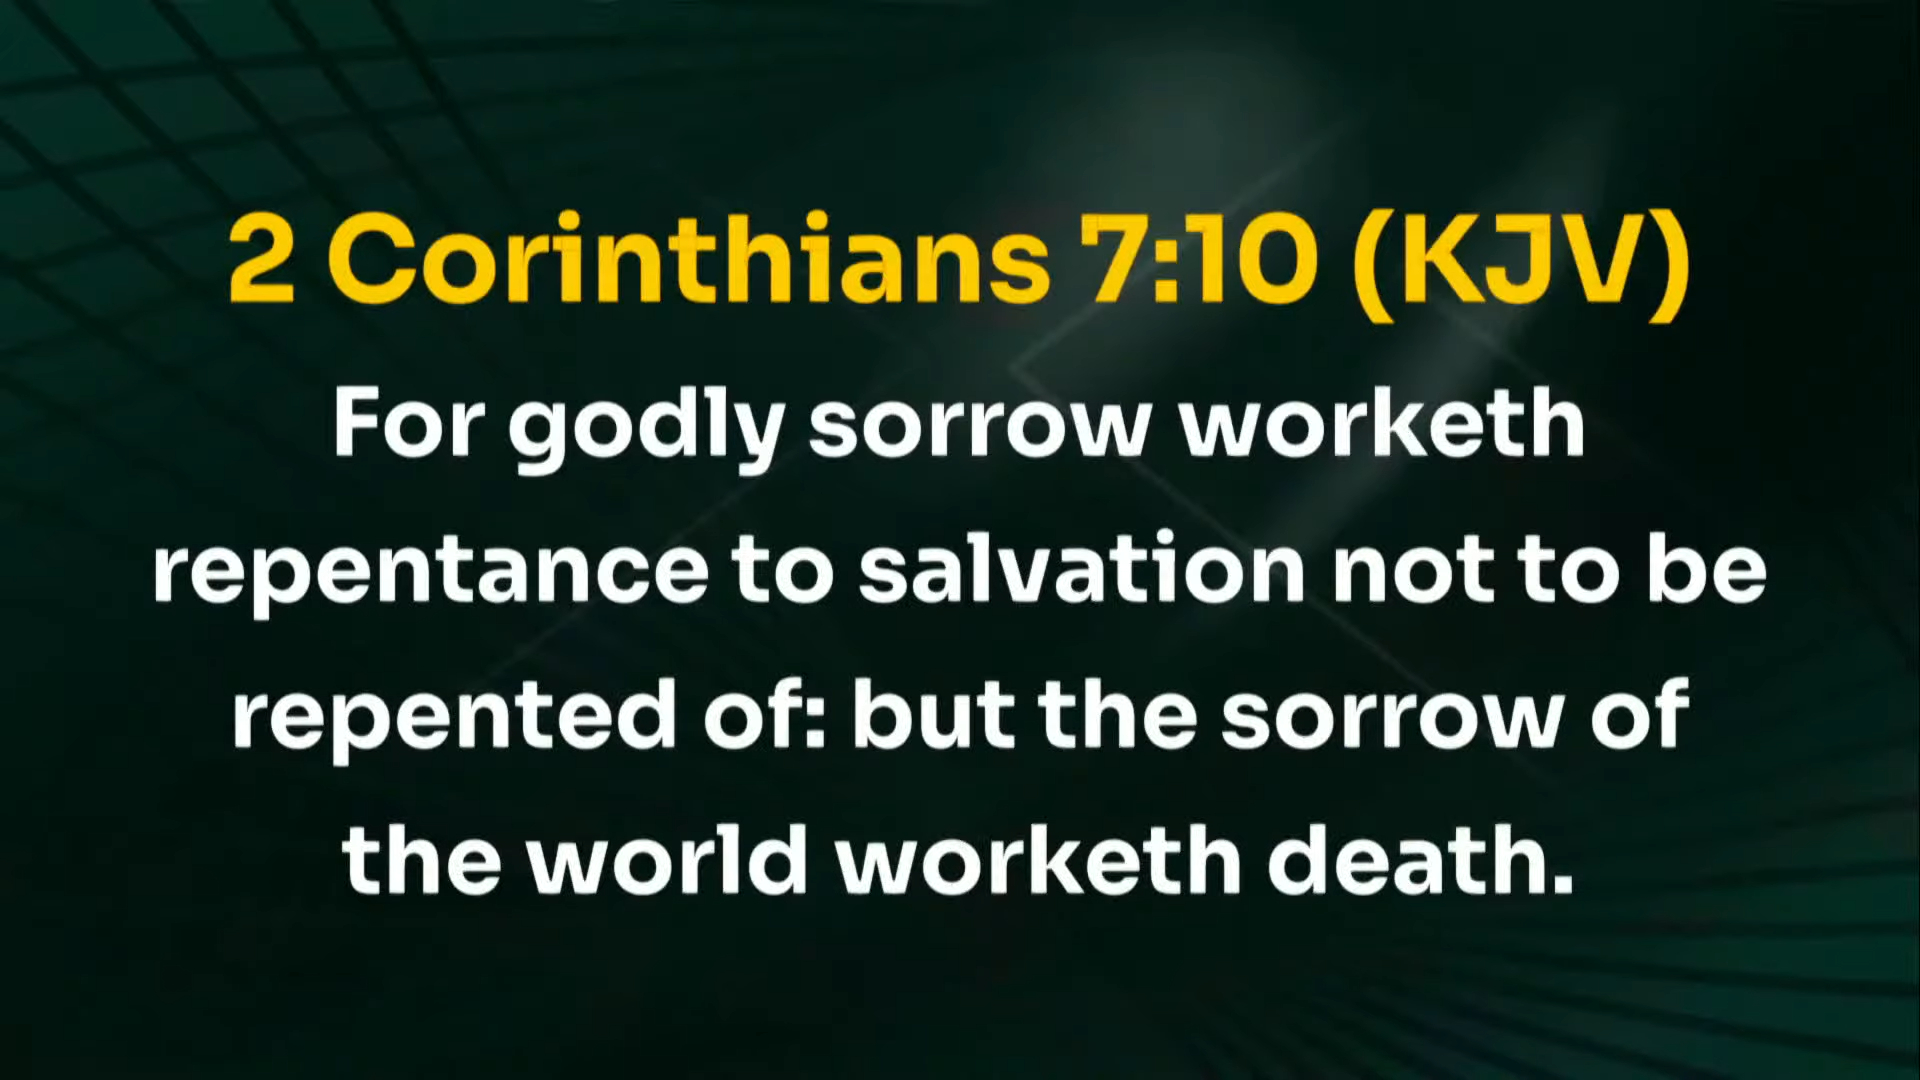 2 Corinthians 7:10 (KJV)
For godly sorrow worketh
repentance to salvation not to be
repented of: but the sorrow of
the world worketh death.